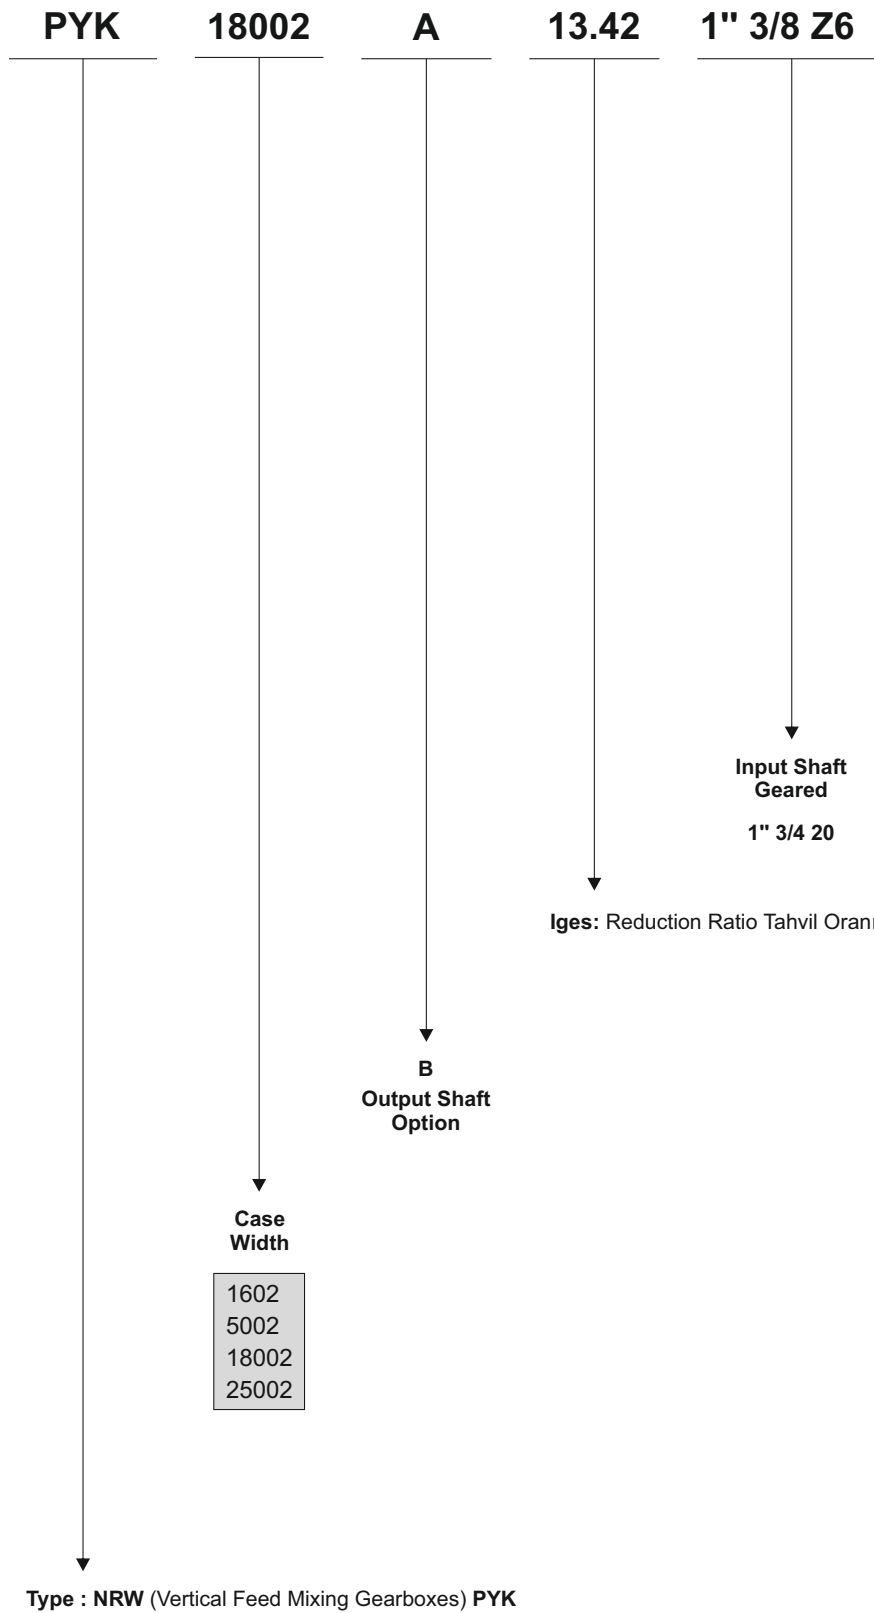 PYK 18002 A 13.42 1" 3/8 Z6
Input Shaft
Geared
1" 3/4 20
Iges: Reduction Ratio Tahvil
B
Output Shaft
Option
Case
Width
1602
5002
18002
25002
Type : NRW (Vertical Feed Mixing Gearboxes) PYK